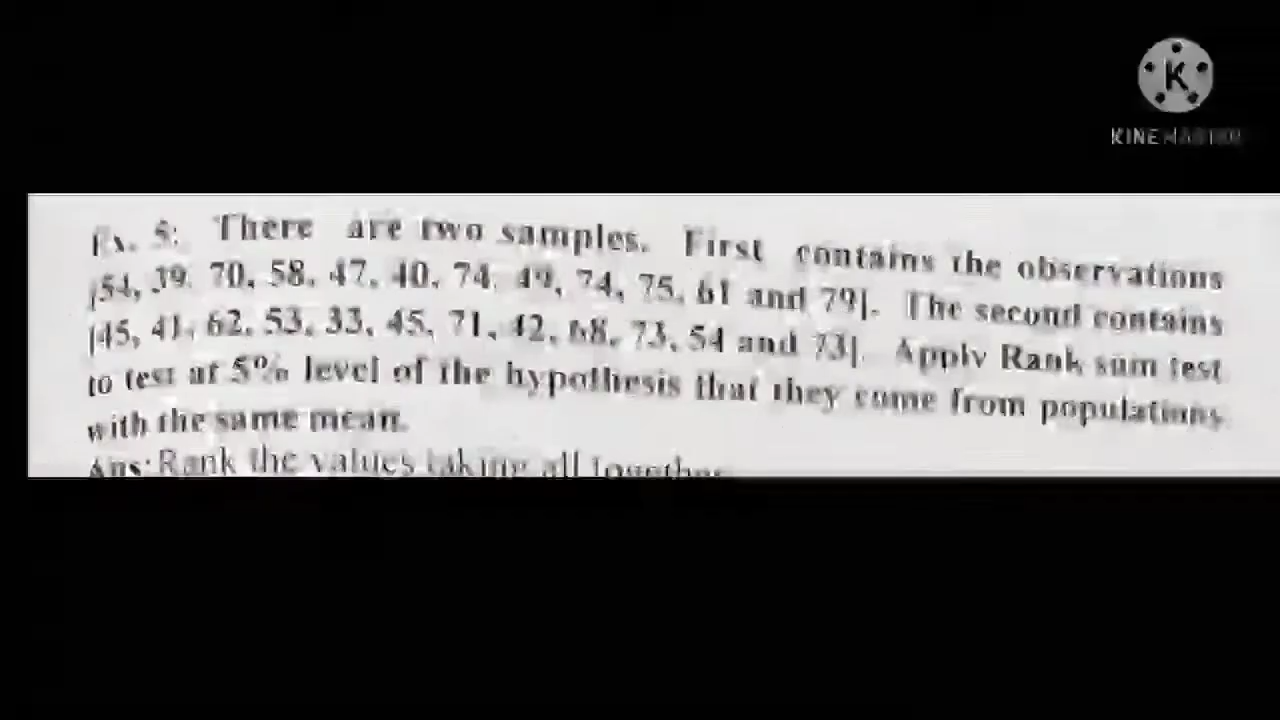 KINEMASTER
Ex. 5: There are two samples. First contains the observations
[54, 39, 70, 58, 47, 40, 74, 49, 74, 75, 61 and 79]. The second contains
[45, 41, 62, 53, 33, 45, 71, 42, 68, 73, 54 and 73]. Apply Rank sum test
to test at 5% level of the hypothesis that they come from populations
with the same mean.
Ans: Rank the values taking all together